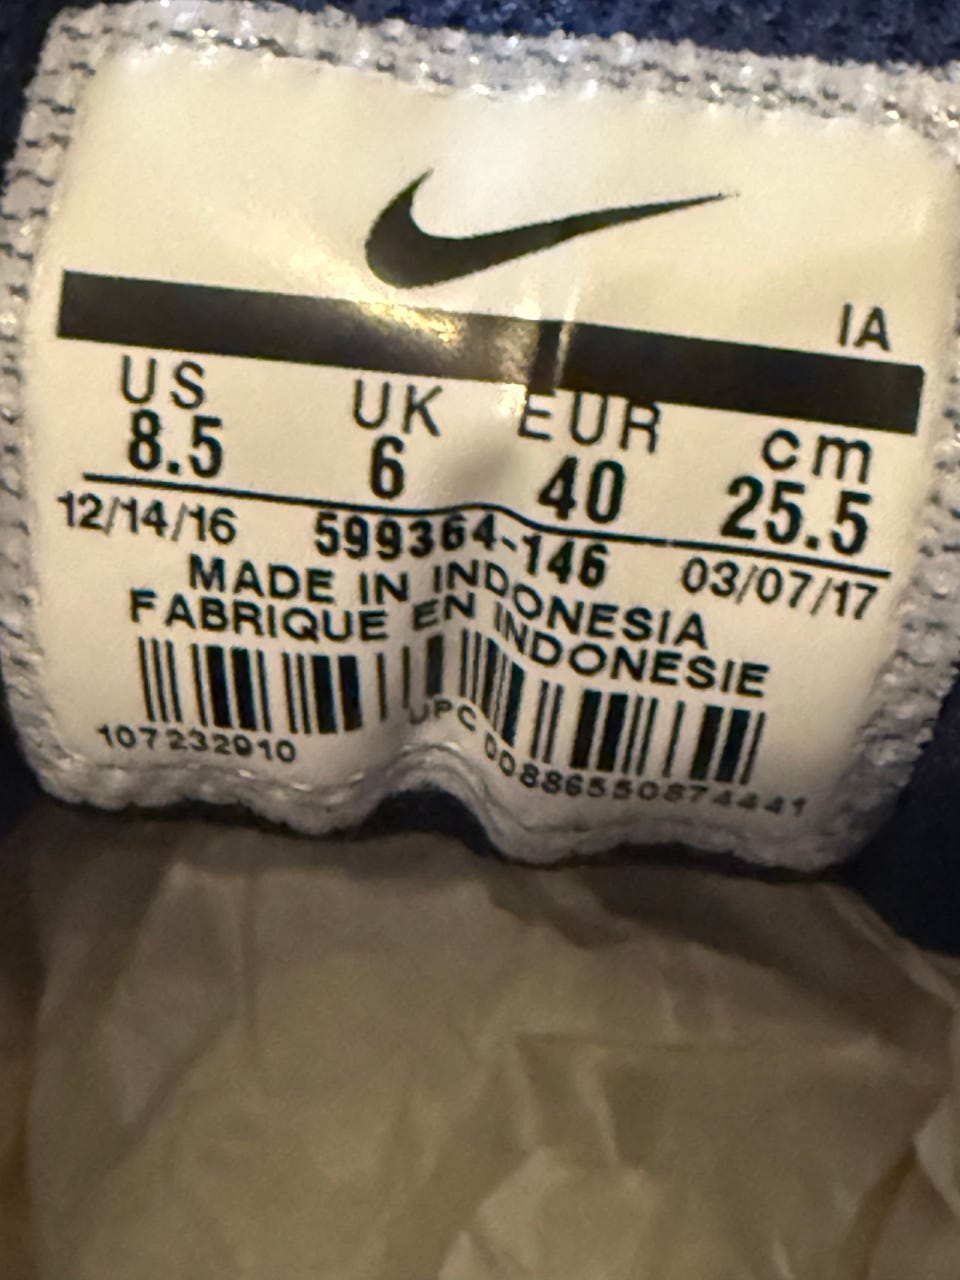 IA
US UK EUR cm
8.5 6 40 25.5
12/14/16 599364-146 03/07/17
MADE IN INDONESIA
FABRIQUE EN INDONESIE
107232910 UPC 00886550874441